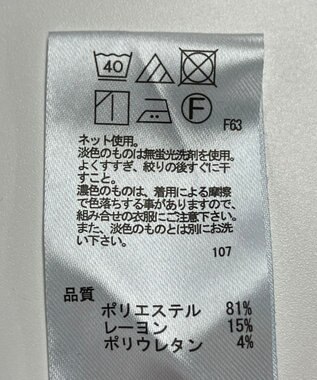 40
F
F63
ネット使用。
淡色のものは無蛍光洗剤を使用。
よくすすぎ、絞りの後すぐに干
すこと。
濃色のものは、着用による摩擦
で色落ちする事がありますので、
組み合せの衣服にご注意下さい。
また、淡色のものとは別にお洗
い下さい。
107
品質
ポリエステル 81%
レーヨン 15%
ポリウレタン 4%